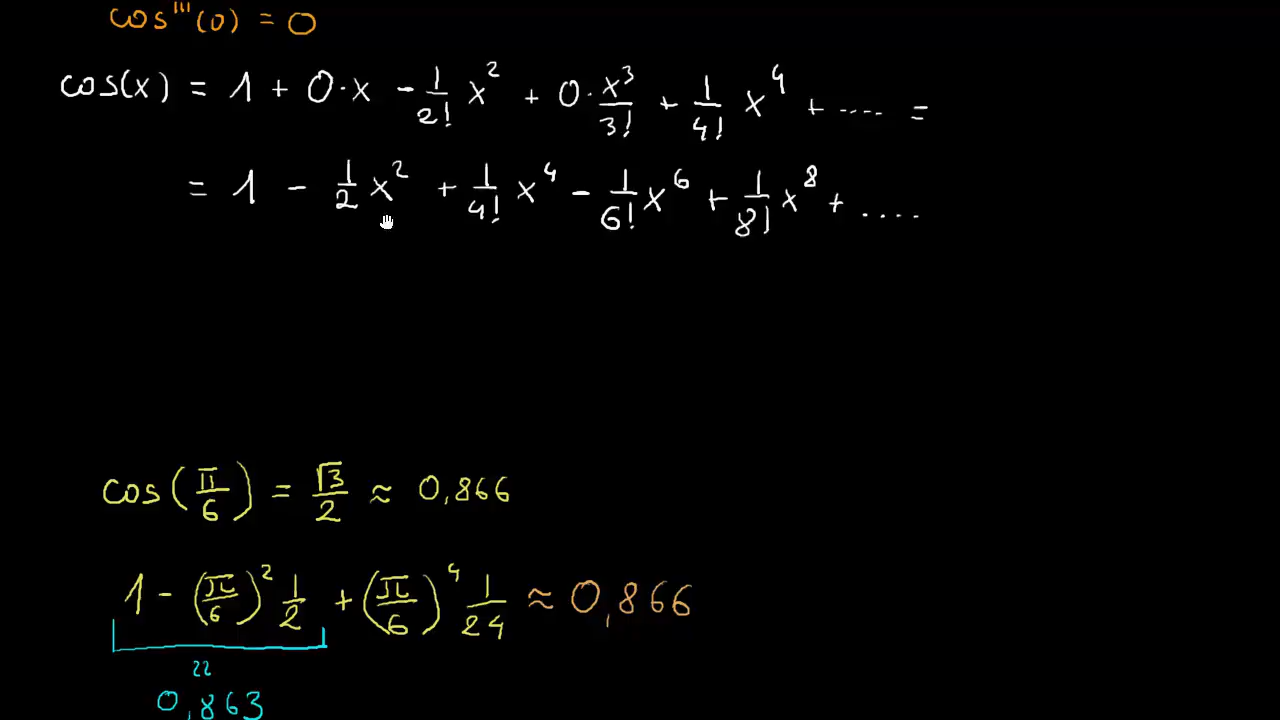 cos'''(0) = 0
cos(x) = 1 + 0·x - 1/2! x² + 0· x³/3! + 1/4! x⁴ + .... =
= 1 - 1/2 x² + 1/4! x⁴ - 1/6! x⁶ + 1/8! x⁸ + ....
cos(π/6) = √3/2 ≈ 0,866
1 - (π/6)² 1/2 + (π/6)⁴ 1/24 ≈ 0,866
≈
0,863